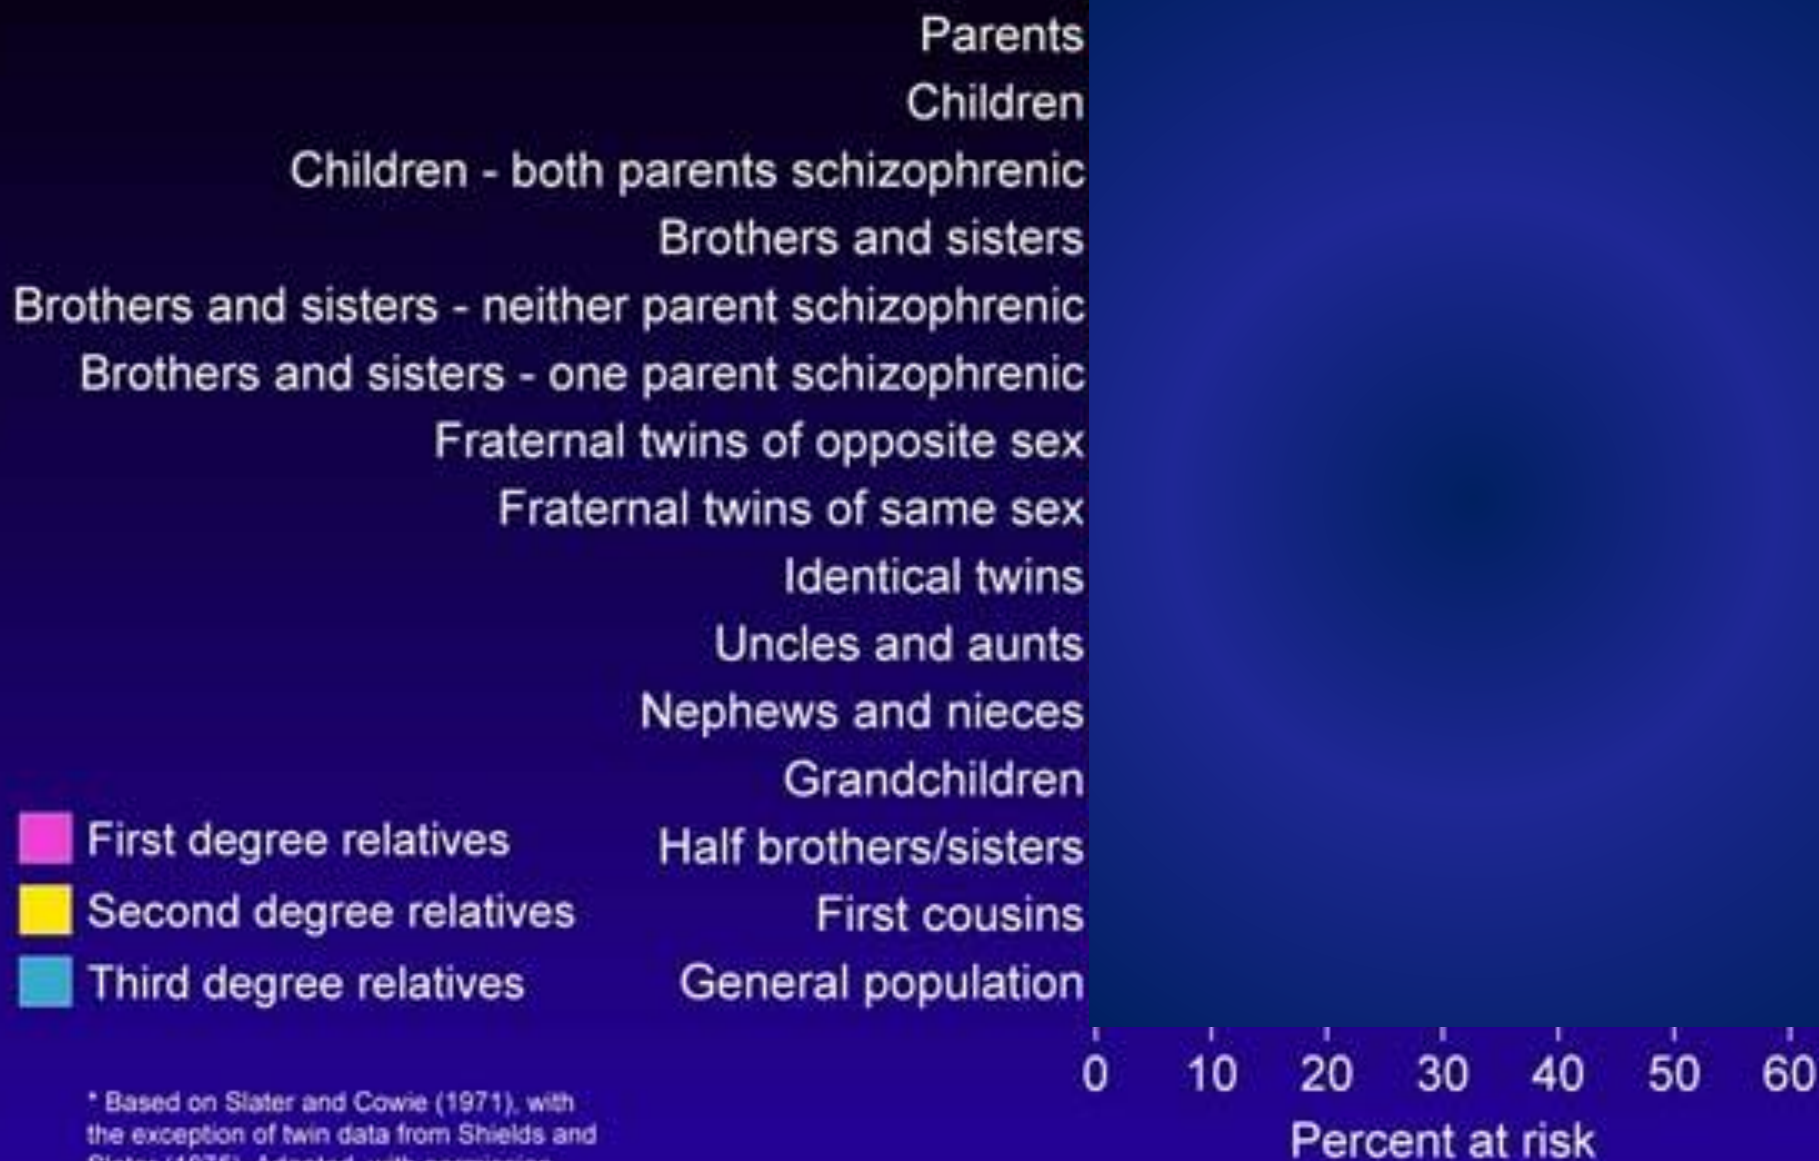 Parents
Children
Children - both parents schizophrenic
Brothers and sisters
Brothers and sisters - neither parent schizophrenic
Brothers and sisters - one parent schizophrenic
Fraternal twins of opposite sex
Fraternal twins of same sex
Identical twins
Uncles and aunts
Nephews and nieces
Grandchildren
Half brothers/sisters
First cousins
General population
First degree relatives
Second degree relatives
Third degree relatives
0 10 20 30 40 50 60
Percent at risk
* Based on Slater and Cowie (1971), with
the exception of twin data from Shields and